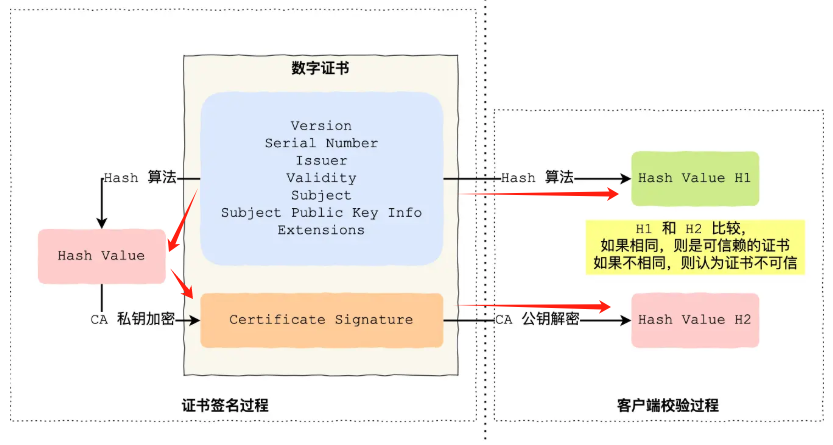 数字证书
Version
Serial Number
Issuer
Validity
Subject
Subject Public Key Info
Extensions
Hash 算法
Hash Value
CA 私钥加密
Certificate Signature
证书签名过程
Hash 算法
Hash Value H1
H1 和 H2 比较，
如果相同，则是可信赖的证书
如果不相同，则认为证书不可信
CA 公钥解密
Hash Value H2
客户端校验过程